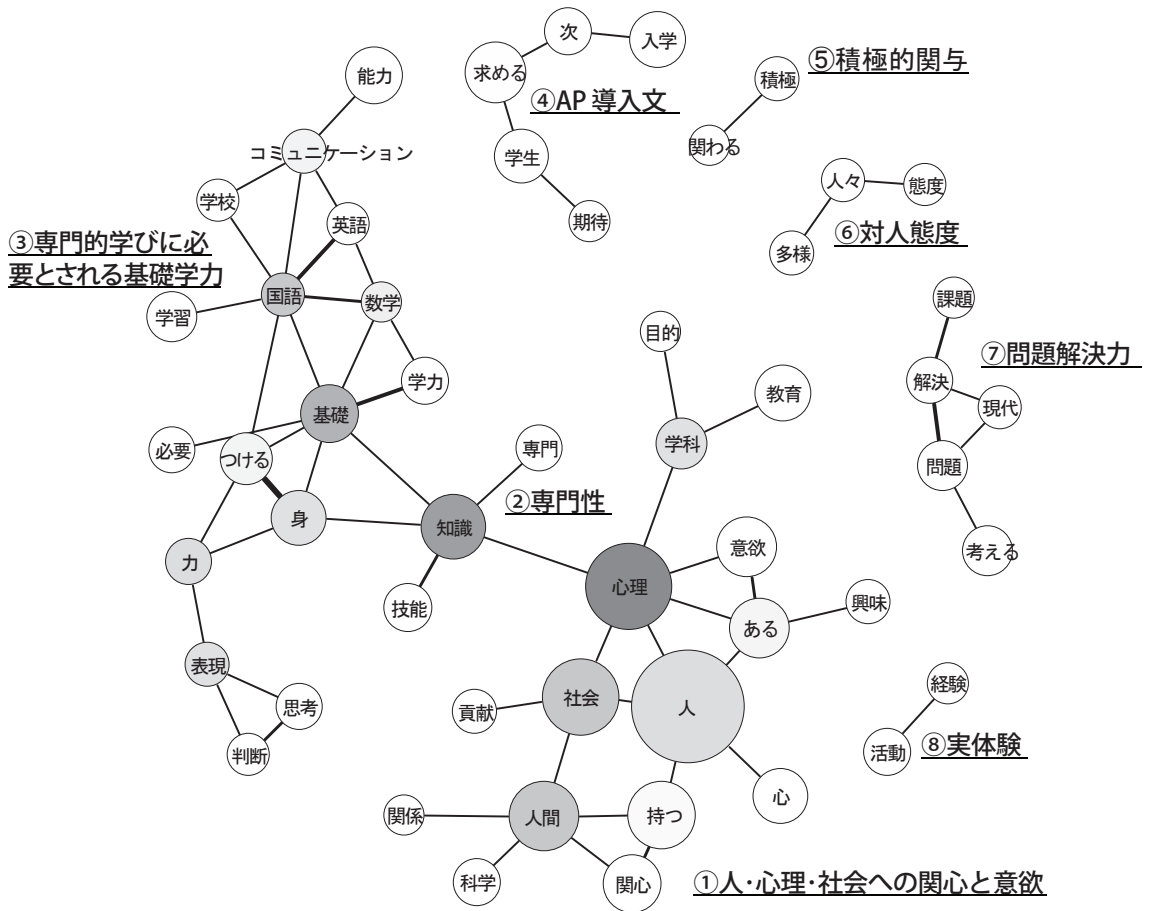 次
入学
求める
④AP 導入文
学生
期待
積極
⑤積極的関与
関わる
人々
態度
多様
⑥対人態度
能力
コミュニケーション
学校
英語
③専門的学びに必
要とされる基礎学力
国語
数学
学習
学力
基礎
必要
つける
身
力
表現
思考
判断
専門
②専門性
知識
技能
目的
教育
学科
課題
⑦問題解決力
解決
現代
問題
考える
心理
意欲
ある
興味
社会
人
貢献
心
人間
持つ
関係
科学
関心
①人・心理・社会への関心と意欲
経験
活動
⑧実体験